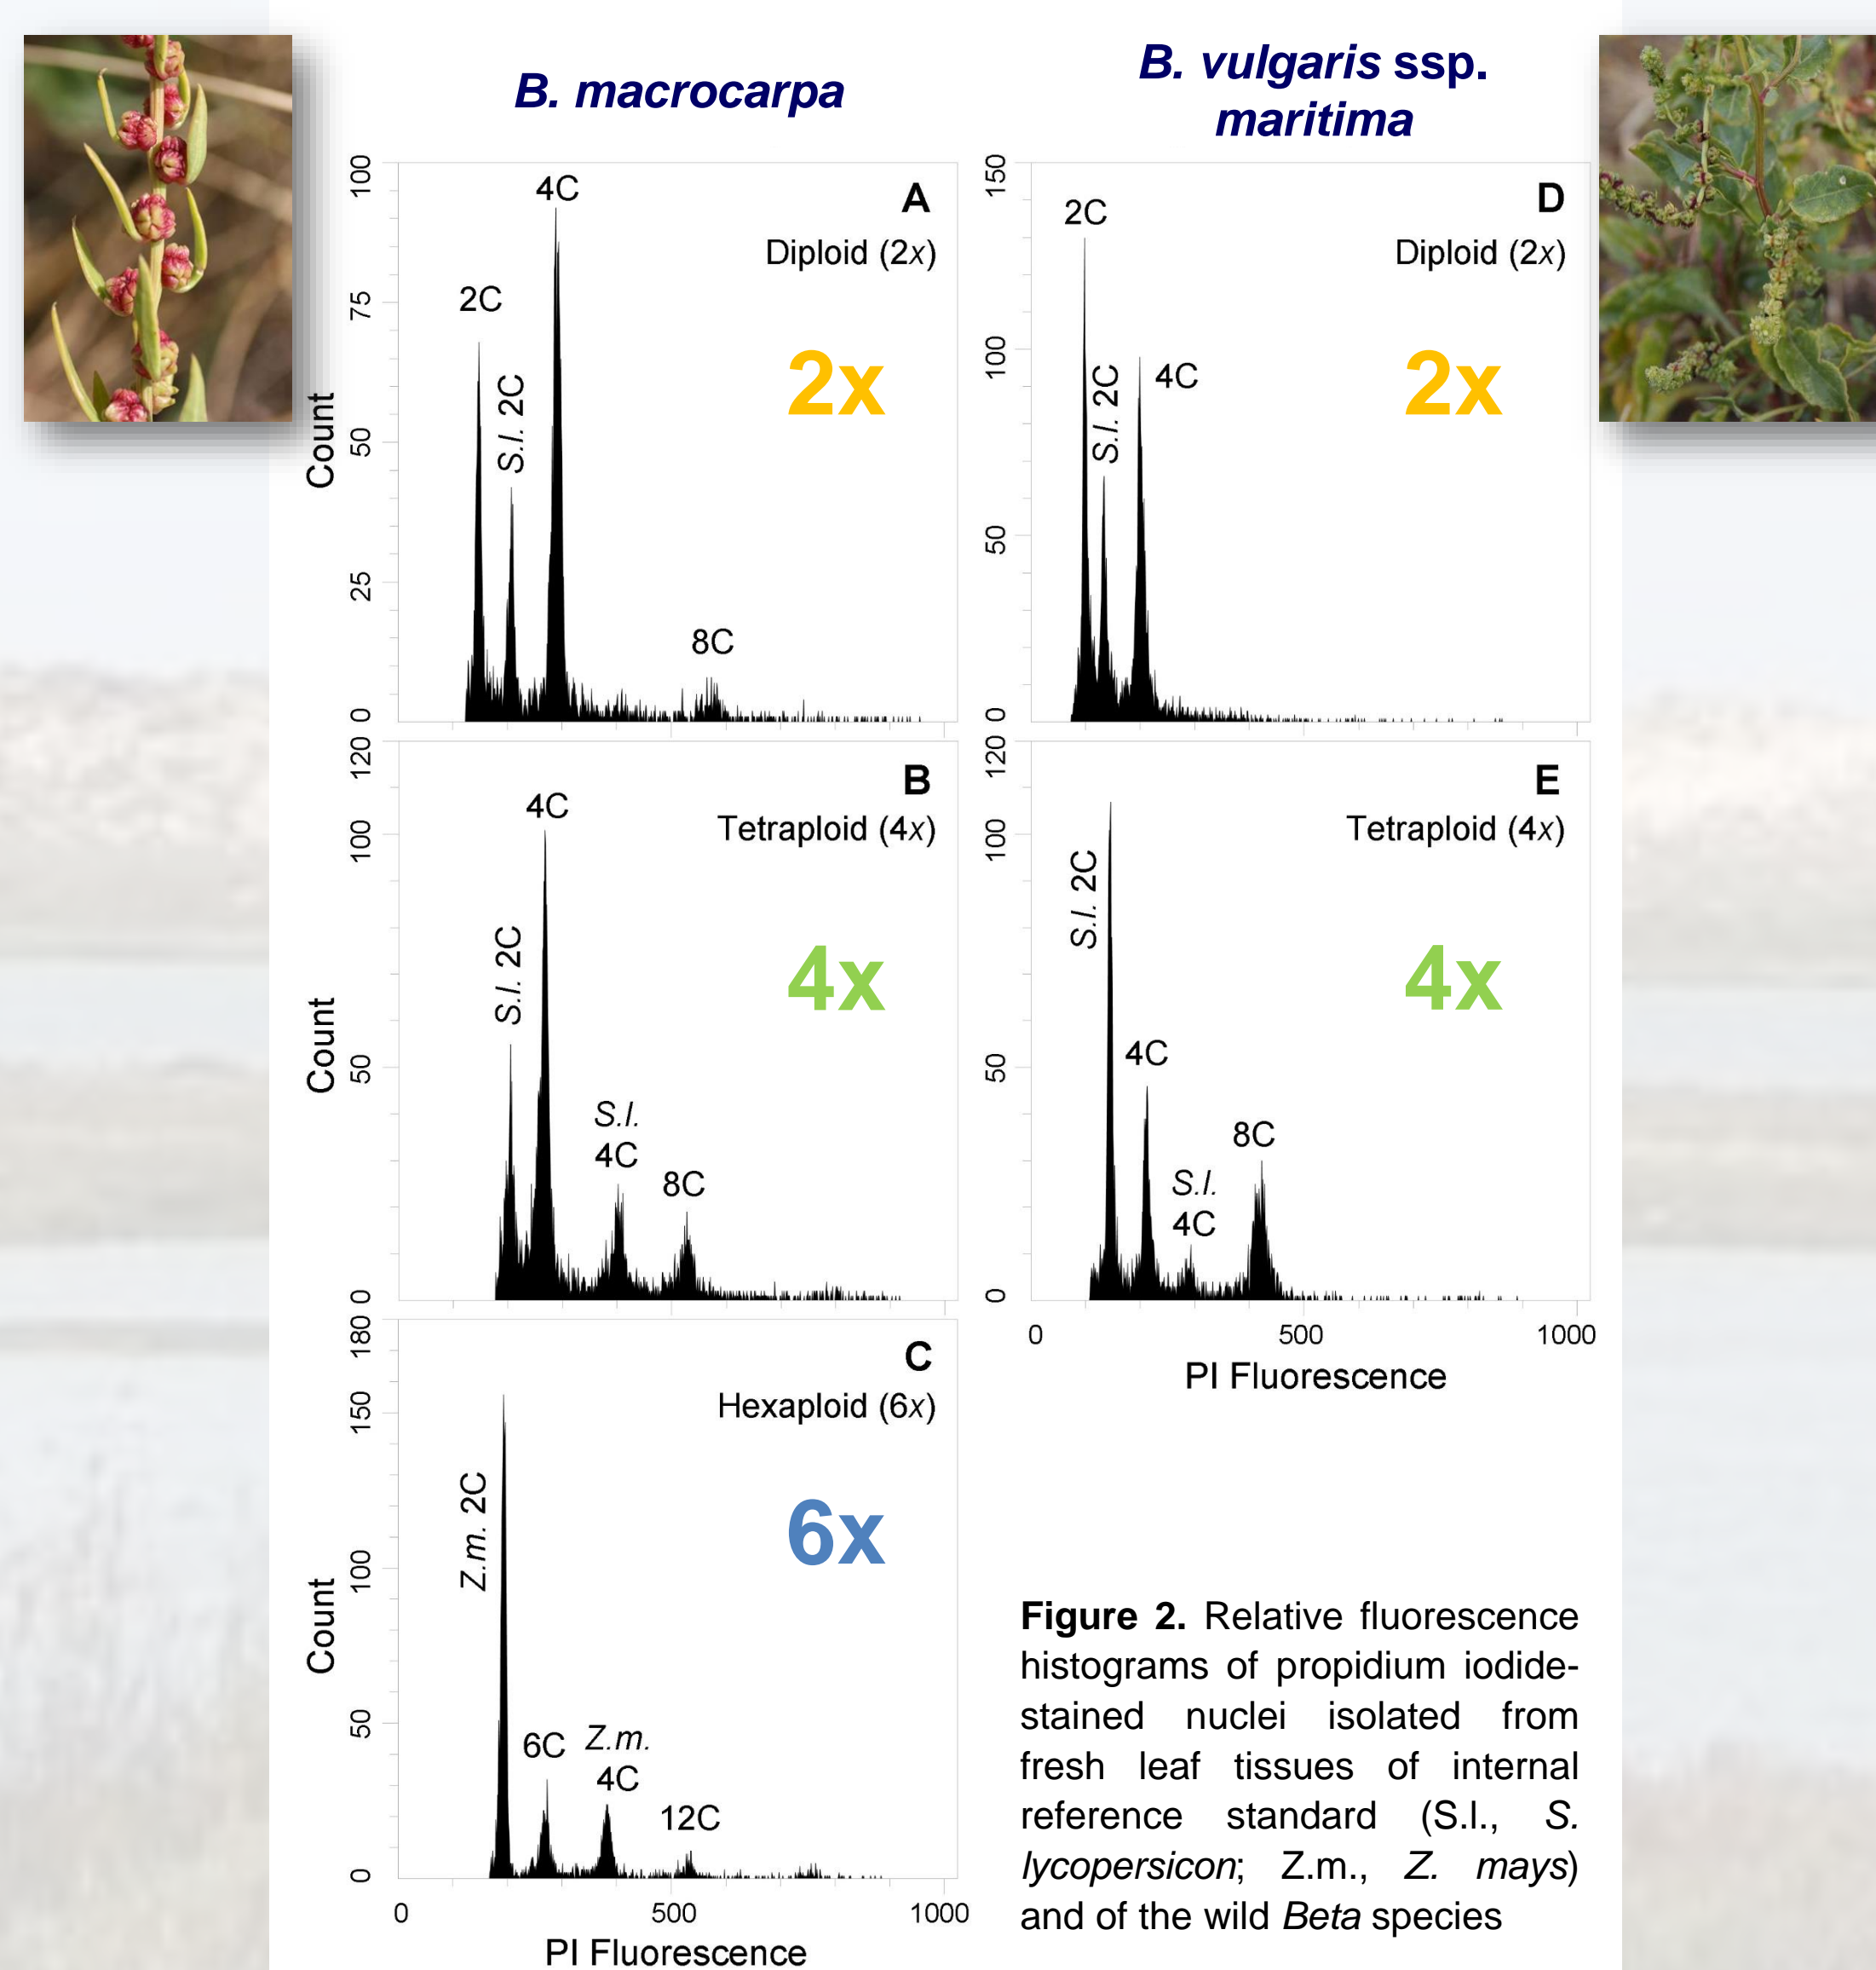 B. macrocarpa
B. vulgaris ssp.
maritima
100
75
50
25
0
Count
2C
S.l. 2C
4C
8C
A
Diploid (2x)
2x
150
100
50
0
2C
S.l. 2C
4C
D
Diploid (2x)
2x
120
100
50
0
Count
S.l. 2C
4C
S.l.
4C
8C
B
Tetraploid (4x)
4x
120
100
50
0
S.l. 2C
4C
S.l.
4C
8C
E
Tetraploid (4x)
4x
0
500
1000
PI Fluorescence
180
150
100
50
0
Count
Z.m. 2C
6C
Z.m.
4C
12C
C
Hexaploid (6x)
6x
0
500
1000
PI Fluorescence
Figure 2. Relative fluorescence
histograms of propidium iodide-
stained nuclei isolated from
fresh leaf tissues of internal
reference standard (S.l., S.
lycopersicon; Z.m., Z. mays)
and of the wild Beta species